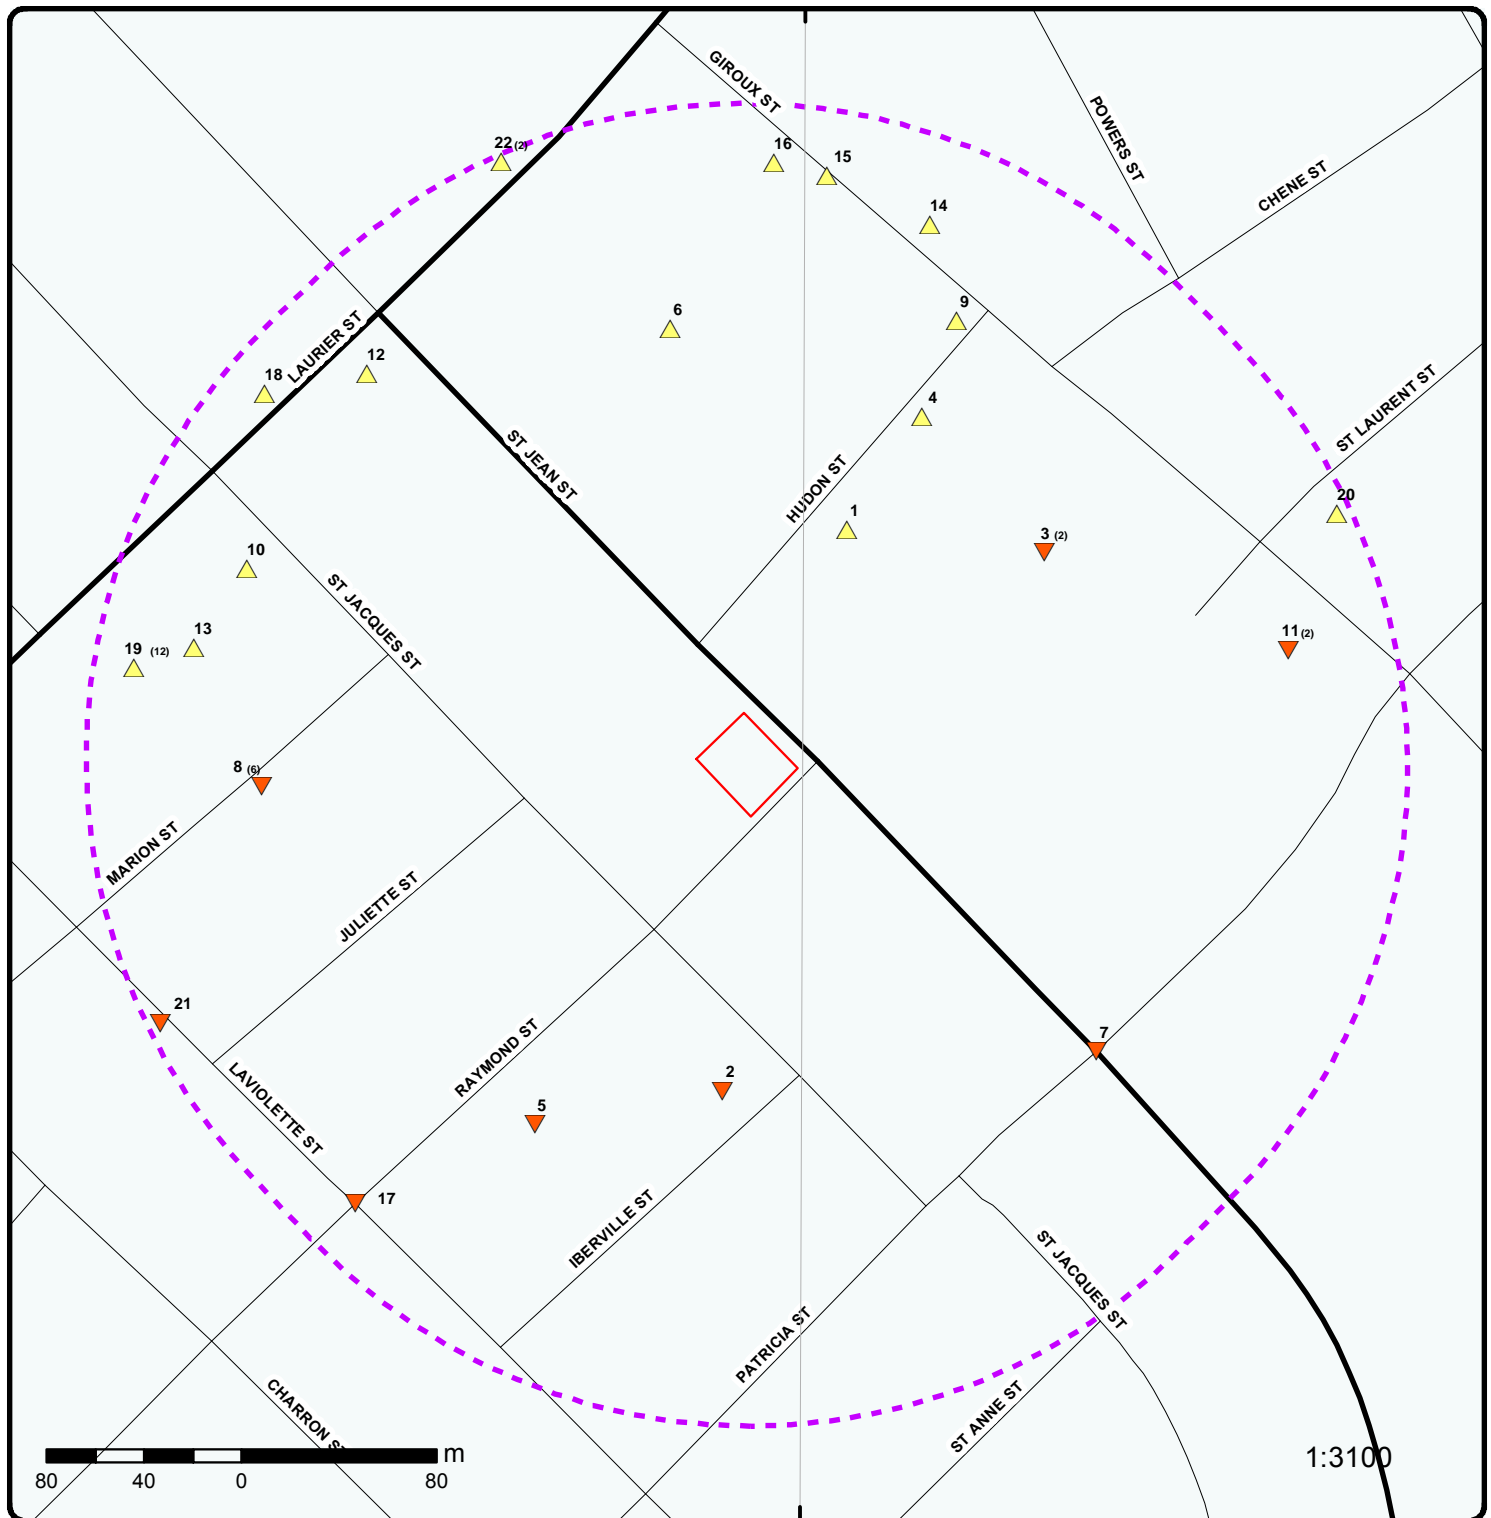 GIROUX ST
POWERS ST
22 (2)
16
15
CHENE ST
14
9
6
LAURIER ST
12
18
4
ST LAURENT ST
ST JEAN ST
HUDON ST
20
1
3 (2)
10
ST JACQUES ST
13
19 (12)
11 (2)
8 (6)
MARION ST
JULIETTE ST
21
RAYMOND ST
7
2
LAVIOLETTE ST
5
17
IBERVILLE ST
ST JACQUES ST
PATRICIA ST
ST ANNE ST
CHARRON ST
m
1:3100
80 40 0 80